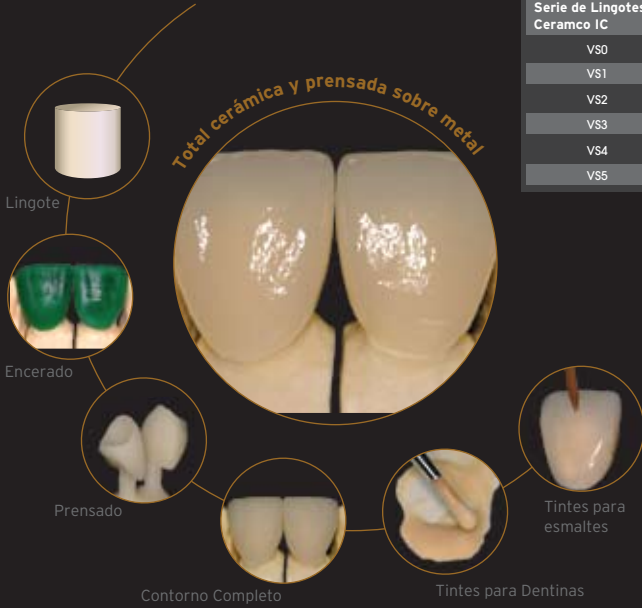 Serie de Lingotes
Ceramco IC
VS0
VS1
VS2
VS3
VS4
VS5
Total cerámica y prensada sobre metal
Lingote
Encerado
Prensado
Contorno Completo
Tintes para Dentinas
Tintes para
esmaltes